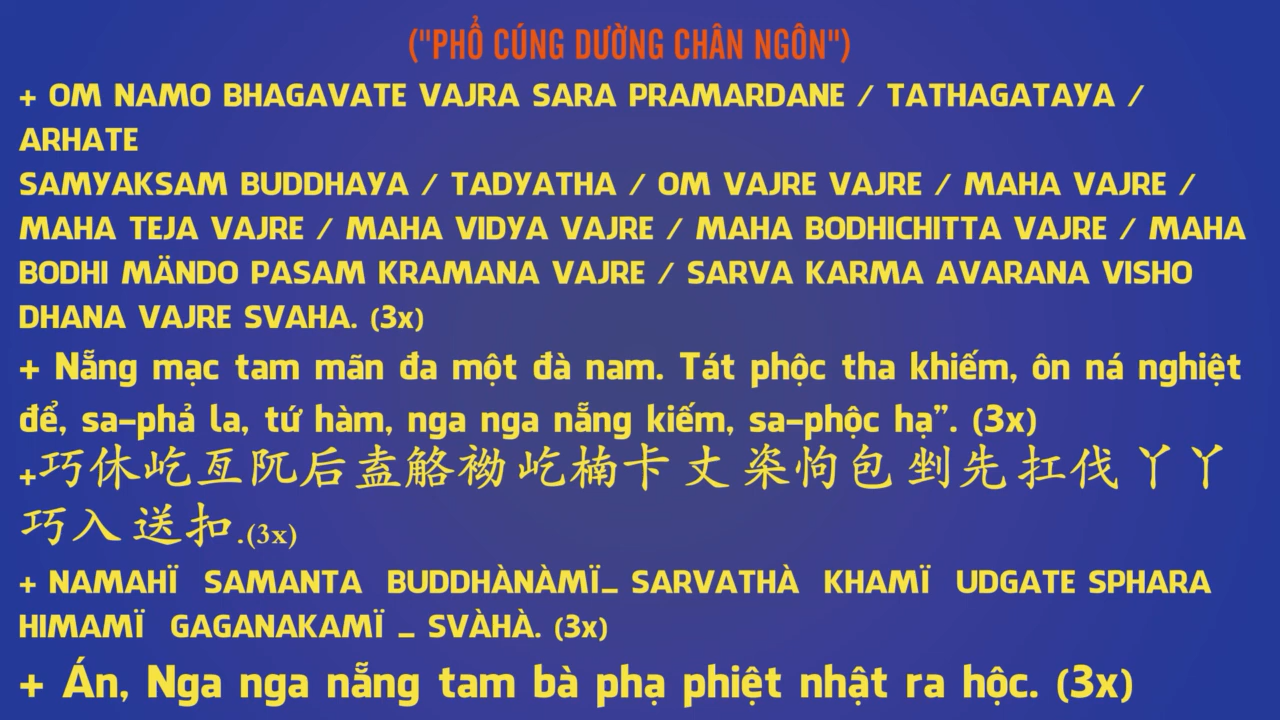 ("PHỔ CÚNG DƯỜNG CHÂN NGÔN")
+ OM NAMO BHAGAVATE VAJRA SARA PRAMARDANE / TATHAGATAYA /
ARHATE
SAMYAKSAM BUDDHAYA / TADYATHA / OM VAJRE VAJRE / MAHA VAJRE /
MAHA TEJA VAJRE / MAHA VIDYA VAJRE / MAHA BODHICHITTA VAJRE / MAHA
BODHI MÄNDO PASAM KRAMANA VAJRE / SARVA KARMA AVARANA VISHO
DHANA VAJRE SVAHA. (3x)
+ Nẵng mạc tam mãn đa một đà nam. Tát phộc tha khiếm, ôn ná nghiệt
để, sa-phả la, tứ hàm, nga nga nẵng kiếm, sa-phộc hạ”. (3x)
+巧休屹亙阢后盍觡袎屹楠卡 丈 桼怐包 剉先 扛伐 丫丫
巧入 送扣.(3x)
+ NAMAHÏ SAMANTA BUDDHÀNÀMÏ_ SARVATHÀ KHAMÏ UDGATE SPHARA
HIMAMÏ GAGANAKAMÏ _ SVÀHÀ. (3x)
+ Án, Nga nga nẵng tam bà phạ phiệt nhật ra hộc. (3x)